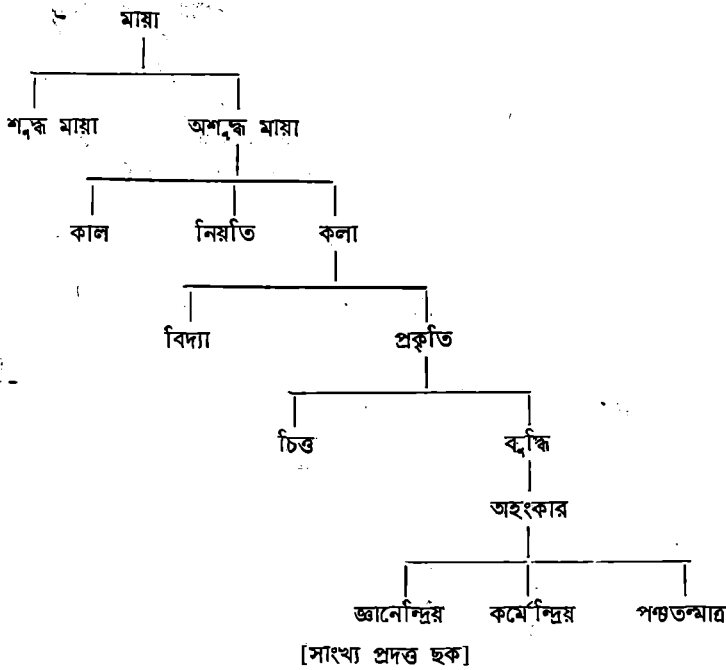 মায়া
শুদ্ধ মায়া অশুদ্ধ মায়া
কাল নিয়তি কলা
বিদ্যা প্রকৃতি
চিত্ত বুদ্ধি
অহংকার
জ্ঞানেন্দ্রিয় কর্মেন্দ্রিয় পঞ্চতন্মাত্র
[সাংখ্য প্রদত্ত ছক]